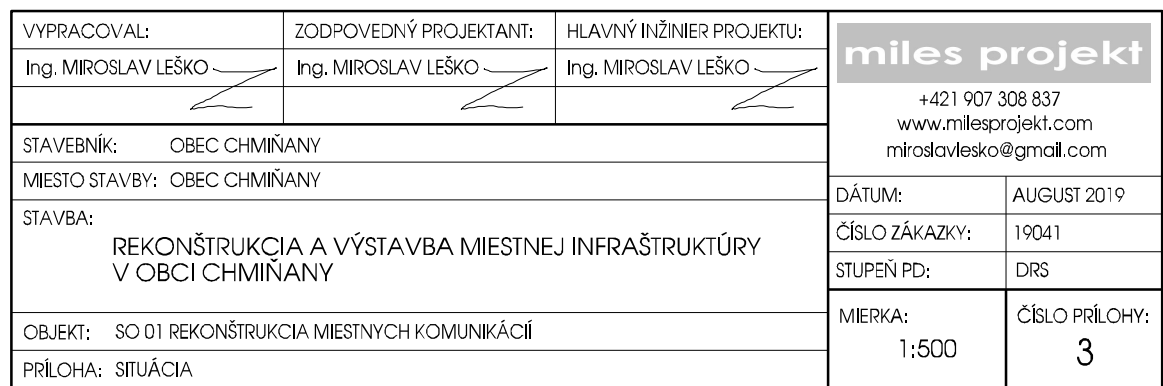 VYPRACOVAL: ZODPOVEDNÝ PROJEKTANT: HLAVNÝ INŽINIER PROJEKTU:
Ing. MIROSLAV LEŠKO Ing. MIROSLAV LEŠKO Ing. MIROSLAV LEŠKO
STAVEBNÍK: OBEC CHMIŇANY
MIESTO STAVBY: OBEC CHMIŇANY
STAVBA:
REKONŠTRUKCIA A VÝSTAVBA MIESTNEJ INFRAŠTRUKTÚRY
V OBCI CHMIŇANY
OBJEKT: SO 01 REKONŠTRUKCIA MIESTNYCH KOMUNIKÁCIÍ
PRÍLOHA: SITUÁCIA
miles projekt
+421 907 308 837
www.milesprojekt.com
miroslavlesko@gmail.com
DÁTUM: AUGUST 2019
ČÍSLO ZÁKAZKY: 19041
STUPEŇ PD: DRS
MIERKA: ČÍSLO PRÍLOHY:
1:500 3